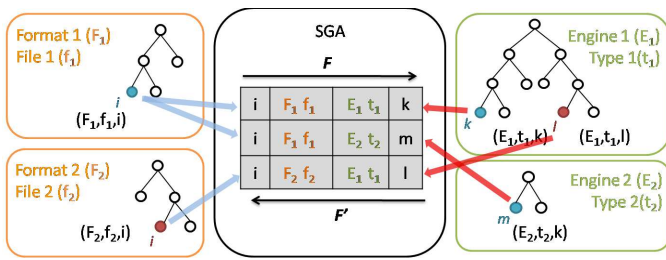 Format 1 (F₁)
File 1 (f₁)
i
(F₁,f₁,i)
Format 2 (F₂)
File 2 (f₂)
i
(F₂,f₂,i)
SGA
F
i F₁ f₁ E₁ t₁ k
i F₁ f₁ E₂ t₂ m
i F₂ f₂ E₁ t₁ l
F'
Engine 1 (E₁)
Type 1(t₁)
k
l
(E₁,t₁,k) (E₁,t₁,l)
Engine 2 (E₂)
Type 2(t₂)
m
(E₂,t₂,k)